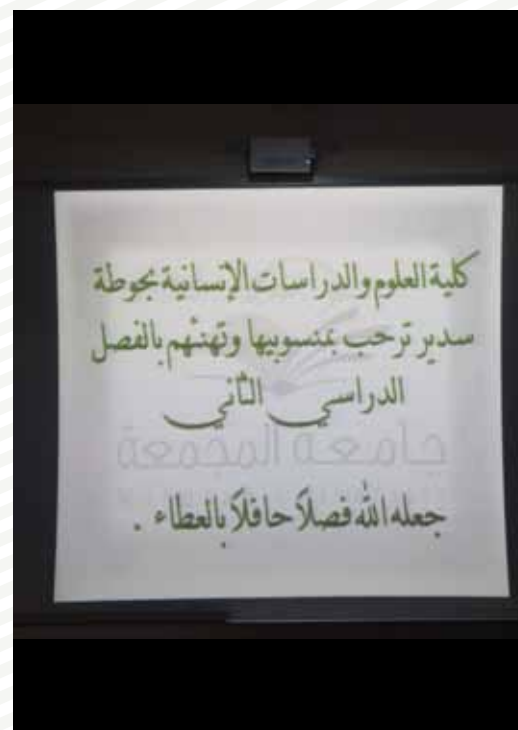 كلية العلوم والدراسات الإنسانية بحوطة
سدير ترحب بمنسوبيها وتهنئهم بالفصل
الدراسي الثاني
جامعة المجمعة
جعله الله فصلاً حافلاً بالعطاء .